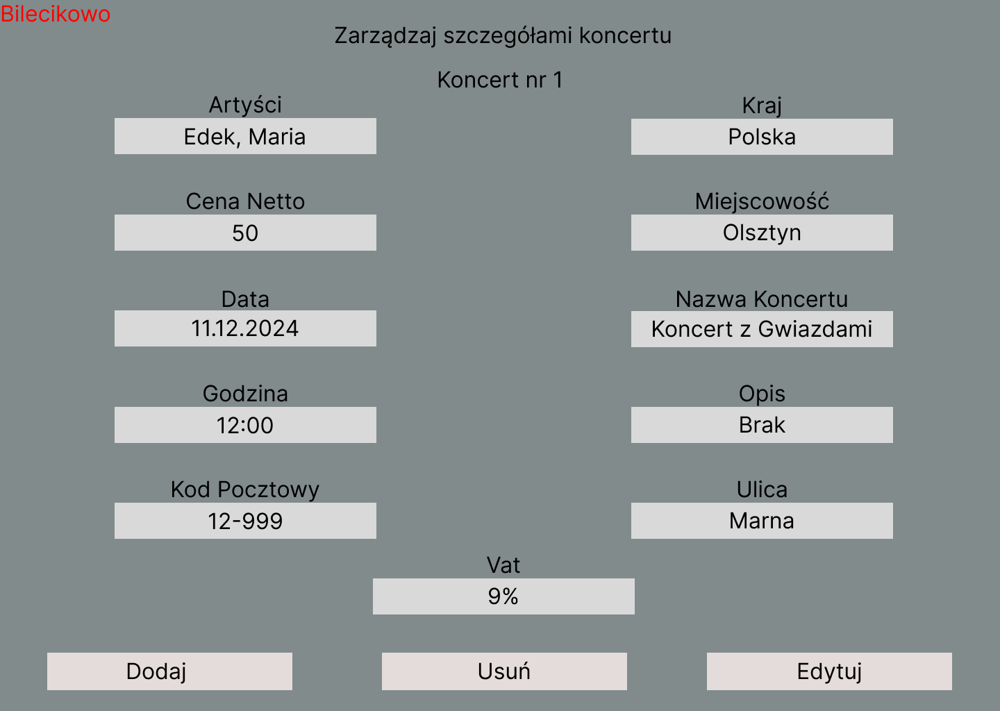 Bilecikowo
Zarządzaj szczegółami koncertu
Koncert nr 1
Artyści
Edek, Maria
Kraj
Polska
Cena Netto
50
Miejscowość
Olsztyn
Data
11.12.2024
Nazwa Koncertu
Koncert z Gwiazdami
Godzina
12:00
Opis
Brak
Kod Pocztowy
12-999
Ulica
Marna
Vat
9%
Dodaj
Usuń
Edytuj